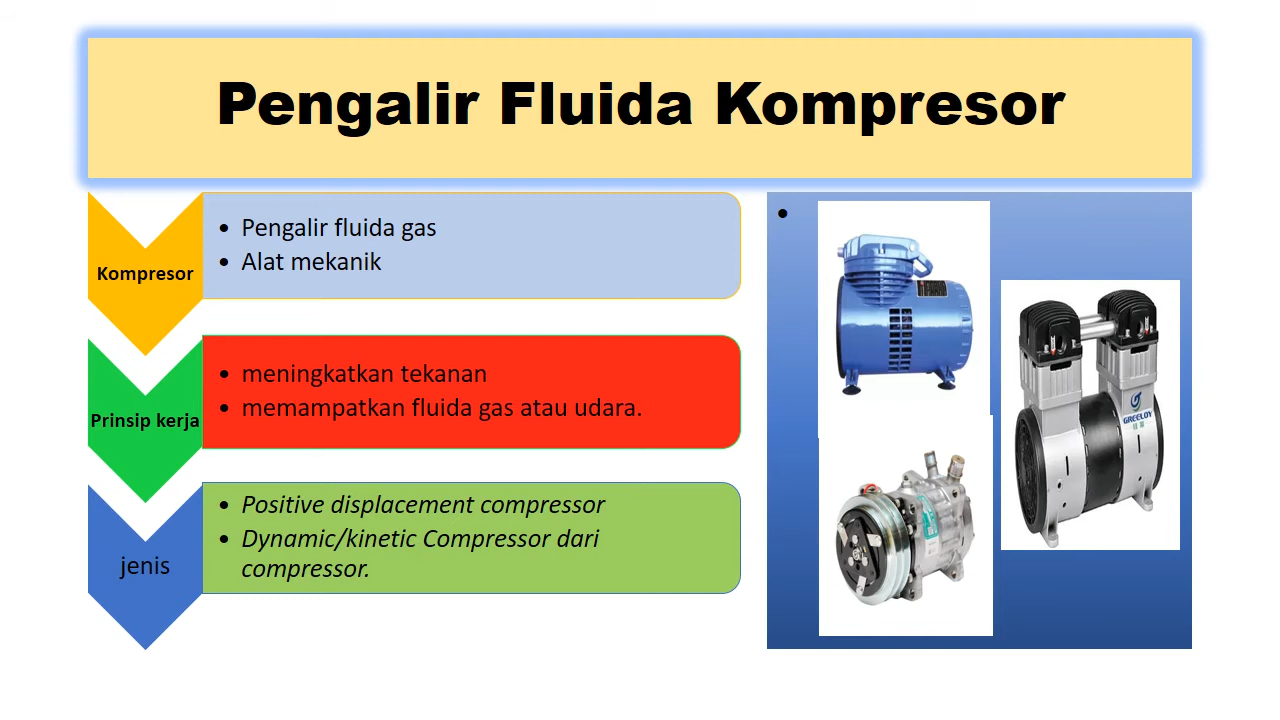 Pengalir Fluida Kompresor
Kompresor
• Pengalir fluida gas
• Alat mekanik
Prinsip kerja
• meningkatkan tekanan
• memampatkan fluida gas atau udara.
jenis
• Positive displacement compressor
• Dynamic/kinetic Compressor dari
compressor.
•
GREELOY